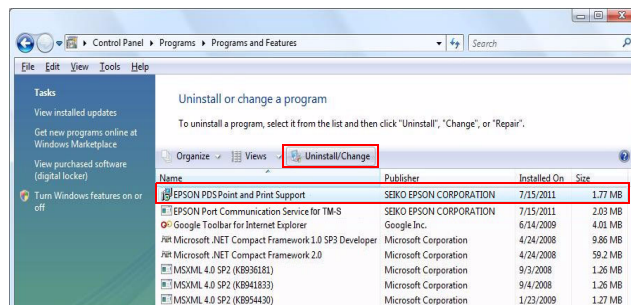 Control Panel ▸ Programs ▸ Programs and Features
Search
File Edit View Tools Help
Tasks
View installed updates
Get new programs online at
Windows Marketplace
View purchased software
(digital locker)
Turn Windows features on or
off
Uninstall or change a program
To uninstall a program, select it from the list and then click "Uninstall", "Change", or "Repair".
Organize Views Uninstall/Change
Name Publisher Installed On Size
EPSON PDS Point and Print Support SEIKO EPSON CORPORATION 7/15/2011 1.77 MB
EPSON Port Communication Service for TM-S SEIKO EPSON CORPORATION 7/15/2011 2.03 MB
Google Toolbar for Internet Explorer Google Inc. 6/14/2009 4.01 MB
Microsoft .NET Compact Framework 1.0 SP3 Developer Microsoft Corporation 4/24/2008 9.86 MB
Microsoft .NET Compact Framework 2.0 Microsoft Corporation 4/24/2008 59.2 MB
MSXML 4.0 SP2 (KB936181) Microsoft Corporation 9/3/2008 1.26 MB
MSXML 4.0 SP2 (KB941833) Microsoft Corporation 9/4/2008 1.26 MB
MSXML 4.0 SP2 (KB954430) Microsoft Corporation 1/23/2009 1.27 MB